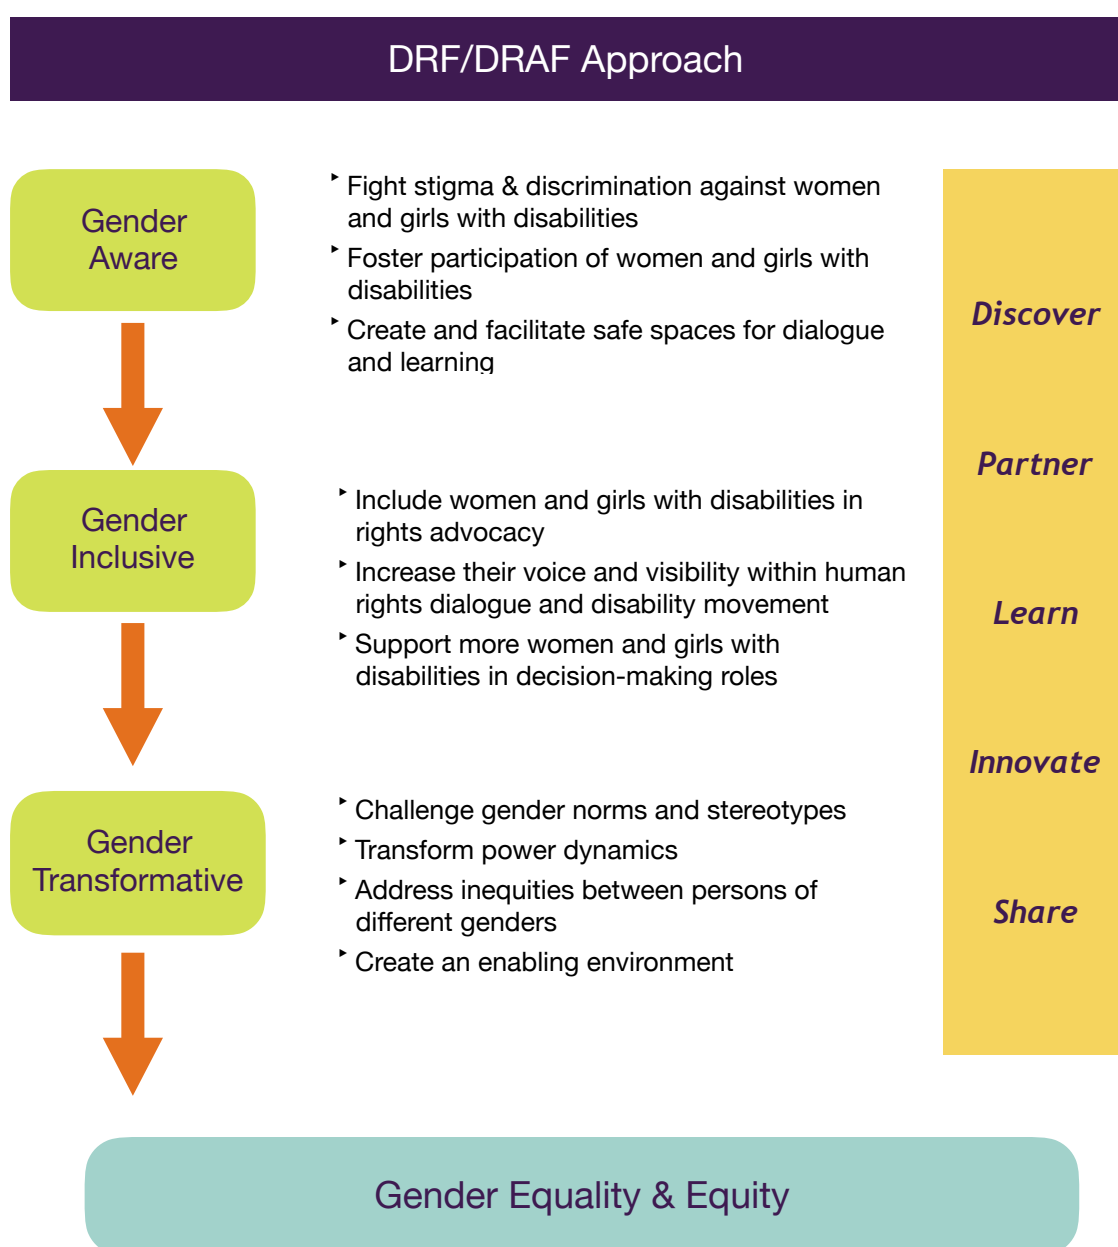 DRF/DRAF Approach
Gender
Aware
‣ Fight stigma & discrimination against women
and girls with disabilities
‣ Foster participation of women and girls with
disabilities
‣ Create and facilitate safe spaces for dialogue
and learning
Gender
Inclusive
‣ Include women and girls with disabilities in
rights advocacy
‣ Increase their voice and visibility within human
rights dialogue and disability movement
‣ Support more women and girls with
disabilities in decision-making roles
Gender
Transformative
‣ Challenge gender norms and stereotypes
‣ Transform power dynamics
‣ Address inequities between persons of
different genders
‣ Create an enabling environment
Discover
Partner
Learn
Innovate
Share
Gender Equality & Equity